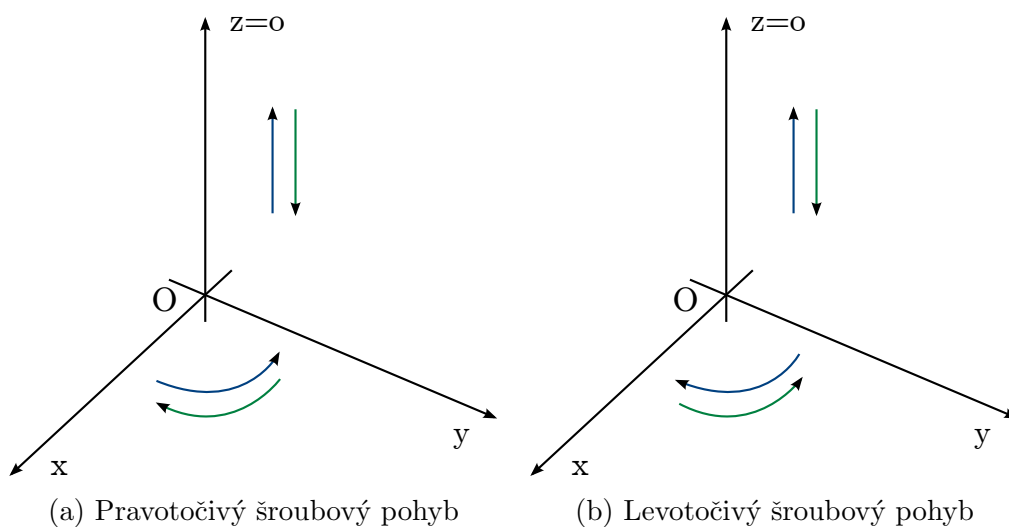 z=o
O
x
y
(a) Pravotočivý šroubový pohyb
z=o
O
x
y
(b) Levotočivý šroubový pohyb